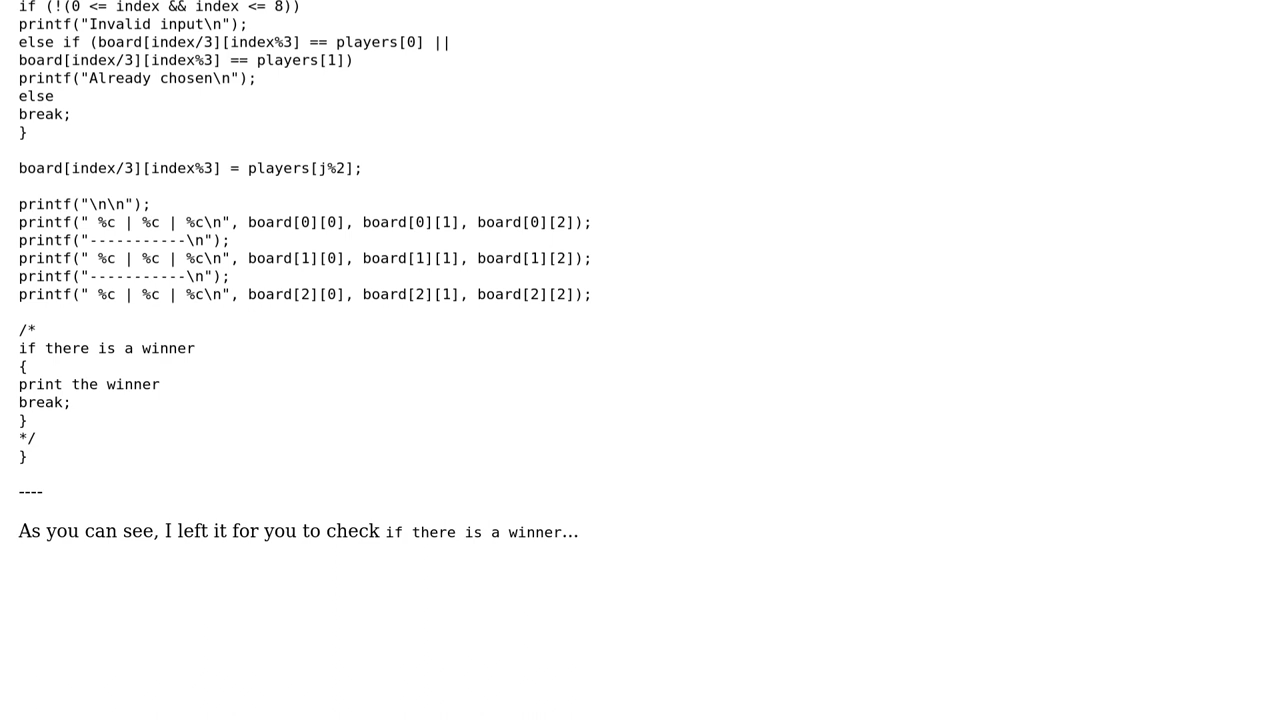 if (!(0 <= index && index <= 8))
printf("Invalid input\n");
else if (board[index/3][index%3] == players[0] ||
board[index/3][index%3] == players[1])
printf("Already chosen\n");
else
break;
}
board[index/3][index%3] = players[j%2];
printf("\n\n");
printf(" %c | %c | %c\n", board[0][0], board[0][1], board[0][2]);
printf("-----------\n");
printf(" %c | %c | %c\n", board[1][0], board[1][1], board[1][2]);
printf("-----------\n");
printf(" %c | %c | %c\n", board[2][0], board[2][1], board[2][2]);
/*
if there is a winner
{
print the winner
break;
}
*/
}
----
As you can see, I left it for you to check if there is a winner...